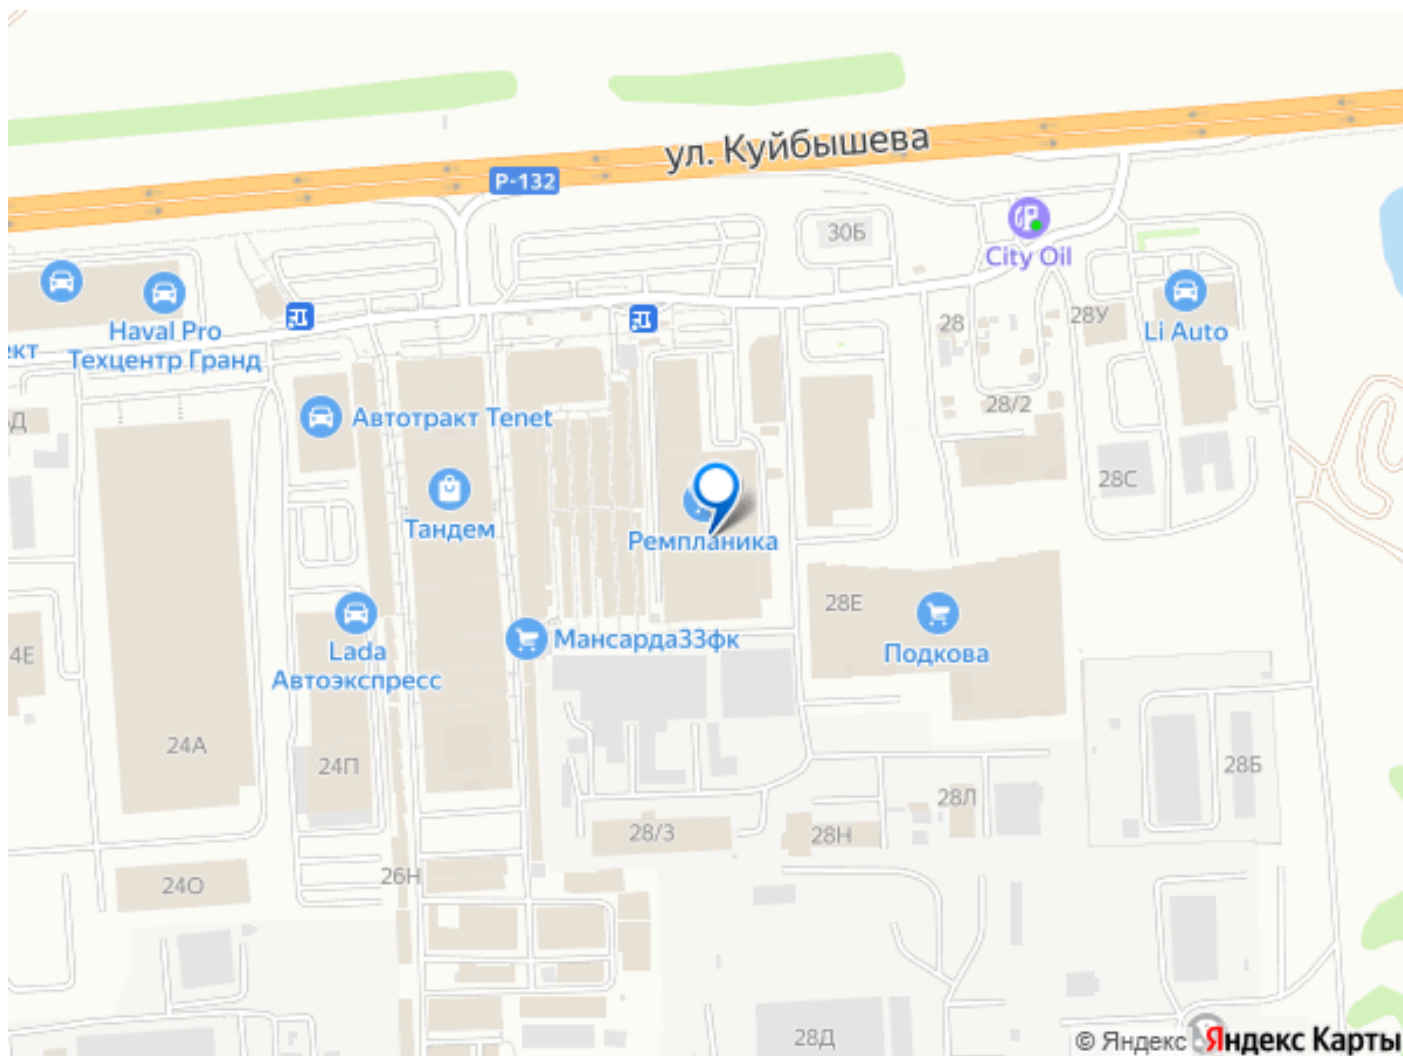 ул. Куйбышева
Р-132
30Б
City Oil
28
28У
Li Auto
Haval Pro
Техцентр Гранд
ект
Д
Автотракт Tenet
28/2
28С
Тандем
Ремпланика
28Е
Подкова
Мансарда33фк
Lada
Автоэкспресс
4Е
24А
24П
28Б
28Л
28/3
28Н
24О
26Н
28Д
© Яндекс Яндекс Карты